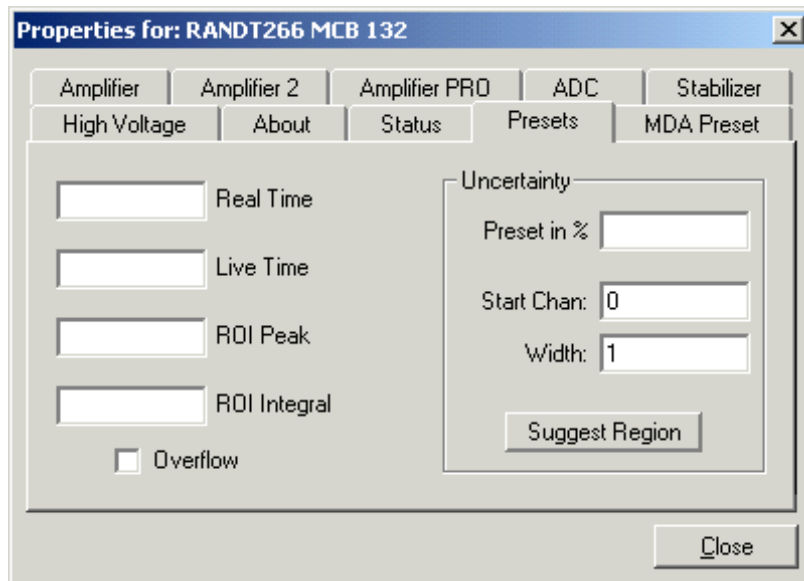 Properties for: RANDT266 MCB 132
Amplifier Amplifier 2 Amplifier PRO ADC Stabilizer
High Voltage About Status Presets MDA Preset
Real Time
Live Time
ROI Peak
ROI Integral
Overflow
Uncertainty
Preset in %
Start Chan: 0
Width: 1
Suggest Region
Close